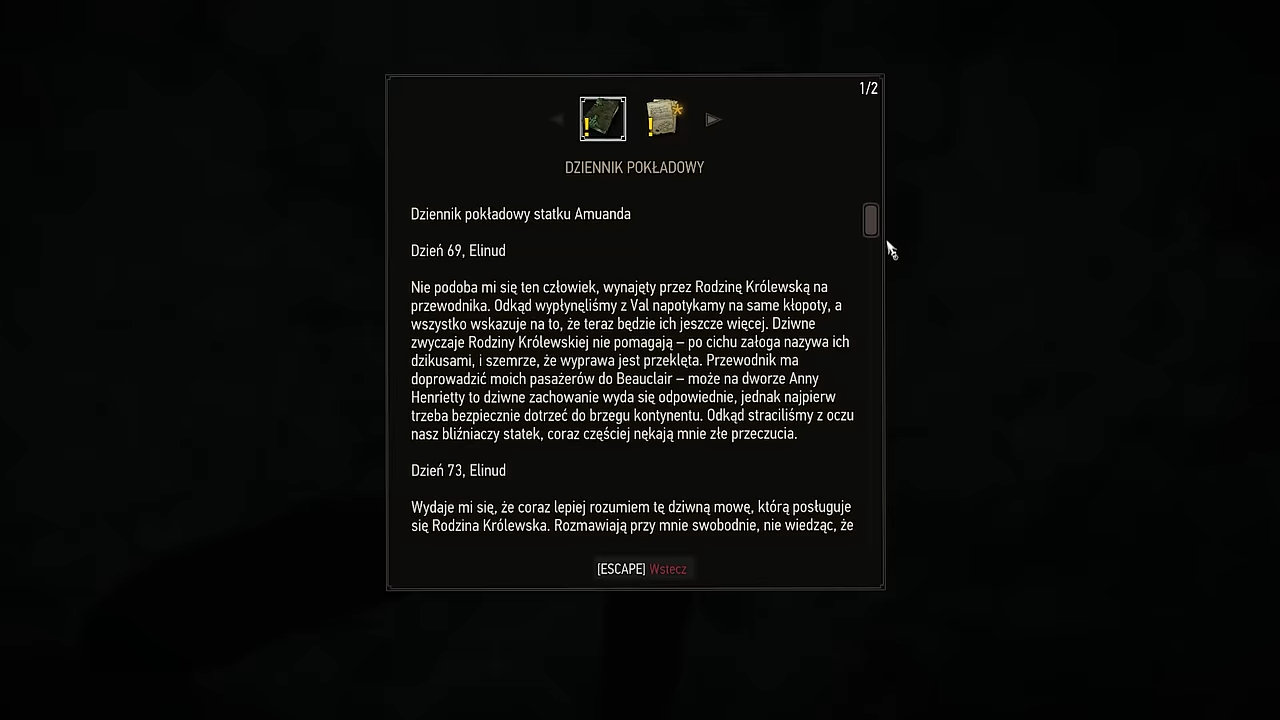 1/2
DZIENNIK POKŁADOWY
Dziennik pokładowy statku Amuanda
Dzień 69, Elinud
Nie podoba mi się ten człowiek, wynajęty przez Rodzinę Królewską na
przewodnika. Odkąd wypłynęliśmy z Val napotykamy na same kłopoty, a
wszystko wskazuje na to, że teraz będzie ich jeszcze więcej. Dziwne
zwyczaje Rodziny Królewskiej nie pomagają – po cichu załoga nazywa ich
dzikusami, i szemrze, że wyprawa jest przeklęta. Przewodnik ma
doprowadzić moich pasażerów do Beauclair – może na dworze Anny
Henrietty to dziwne zachowanie wyda się odpowiednie, jednak najpierw
trzeba bezpiecznie dotrzeć do brzegu kontynentu. Odkąd straciliśmy z oczu
nasz bliźniaczy statek, coraz częściej nękają mnie złe przeczucia.
Dzień 73, Elinud
Wydaje mi się, że coraz lepiej rozumiem tę dziwną mowę, którą posługuje
się Rodzina Królewska. Rozmawiają przy mnie swobodnie, nie wiedząc, że
[ESCAPE] Wstecz